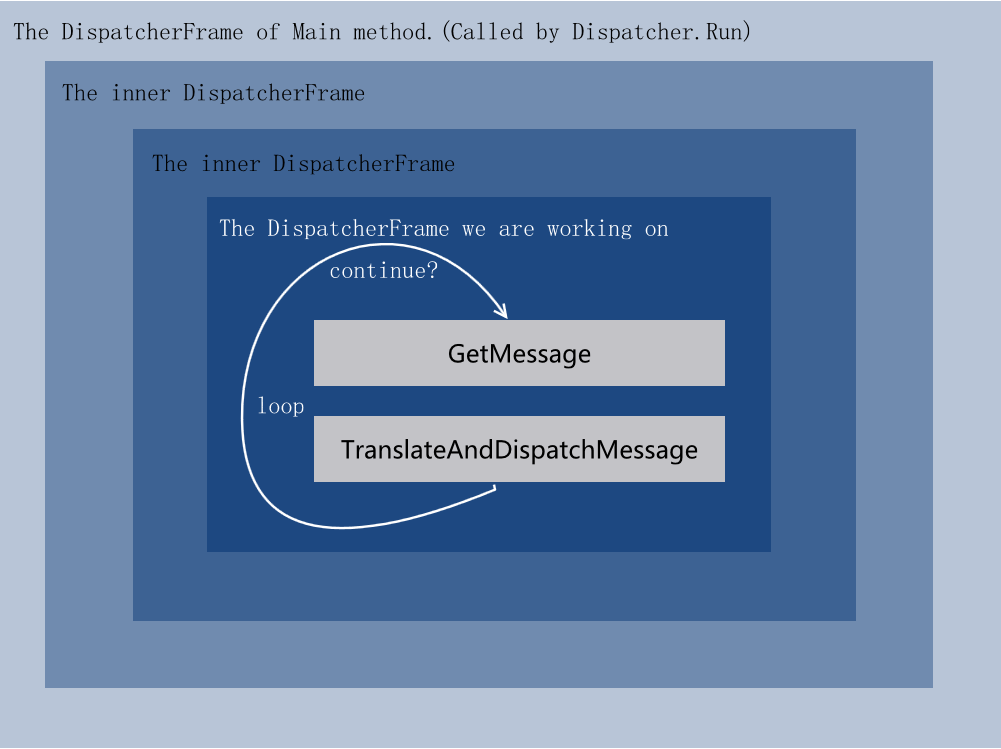 The DispatcherFrame of Main method.(Called by Dispatcher.Run)
The inner DispatcherFrame
The inner DispatcherFrame
The DispatcherFrame we are working on
continue?
GetMessage
loop
TranslateAndDispatchMessage